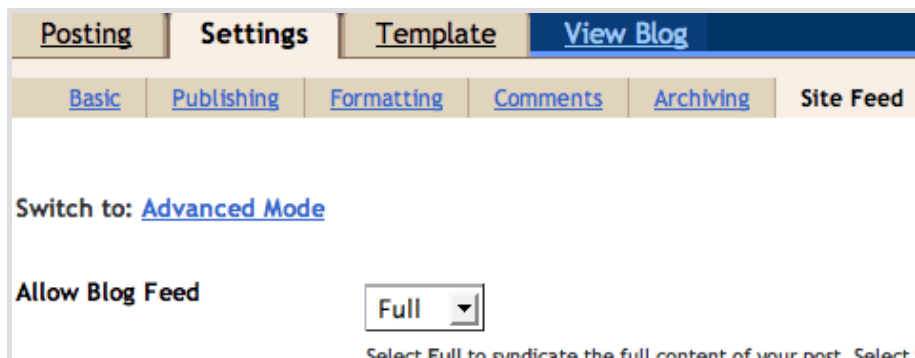 Posting Settings Template View Blog
Basic Publishing Formatting Comments Archiving Site Feed
Switch to: Advanced Mode
Allow Blog Feed
Full
Select Full to syndicate the full content of your post. Select